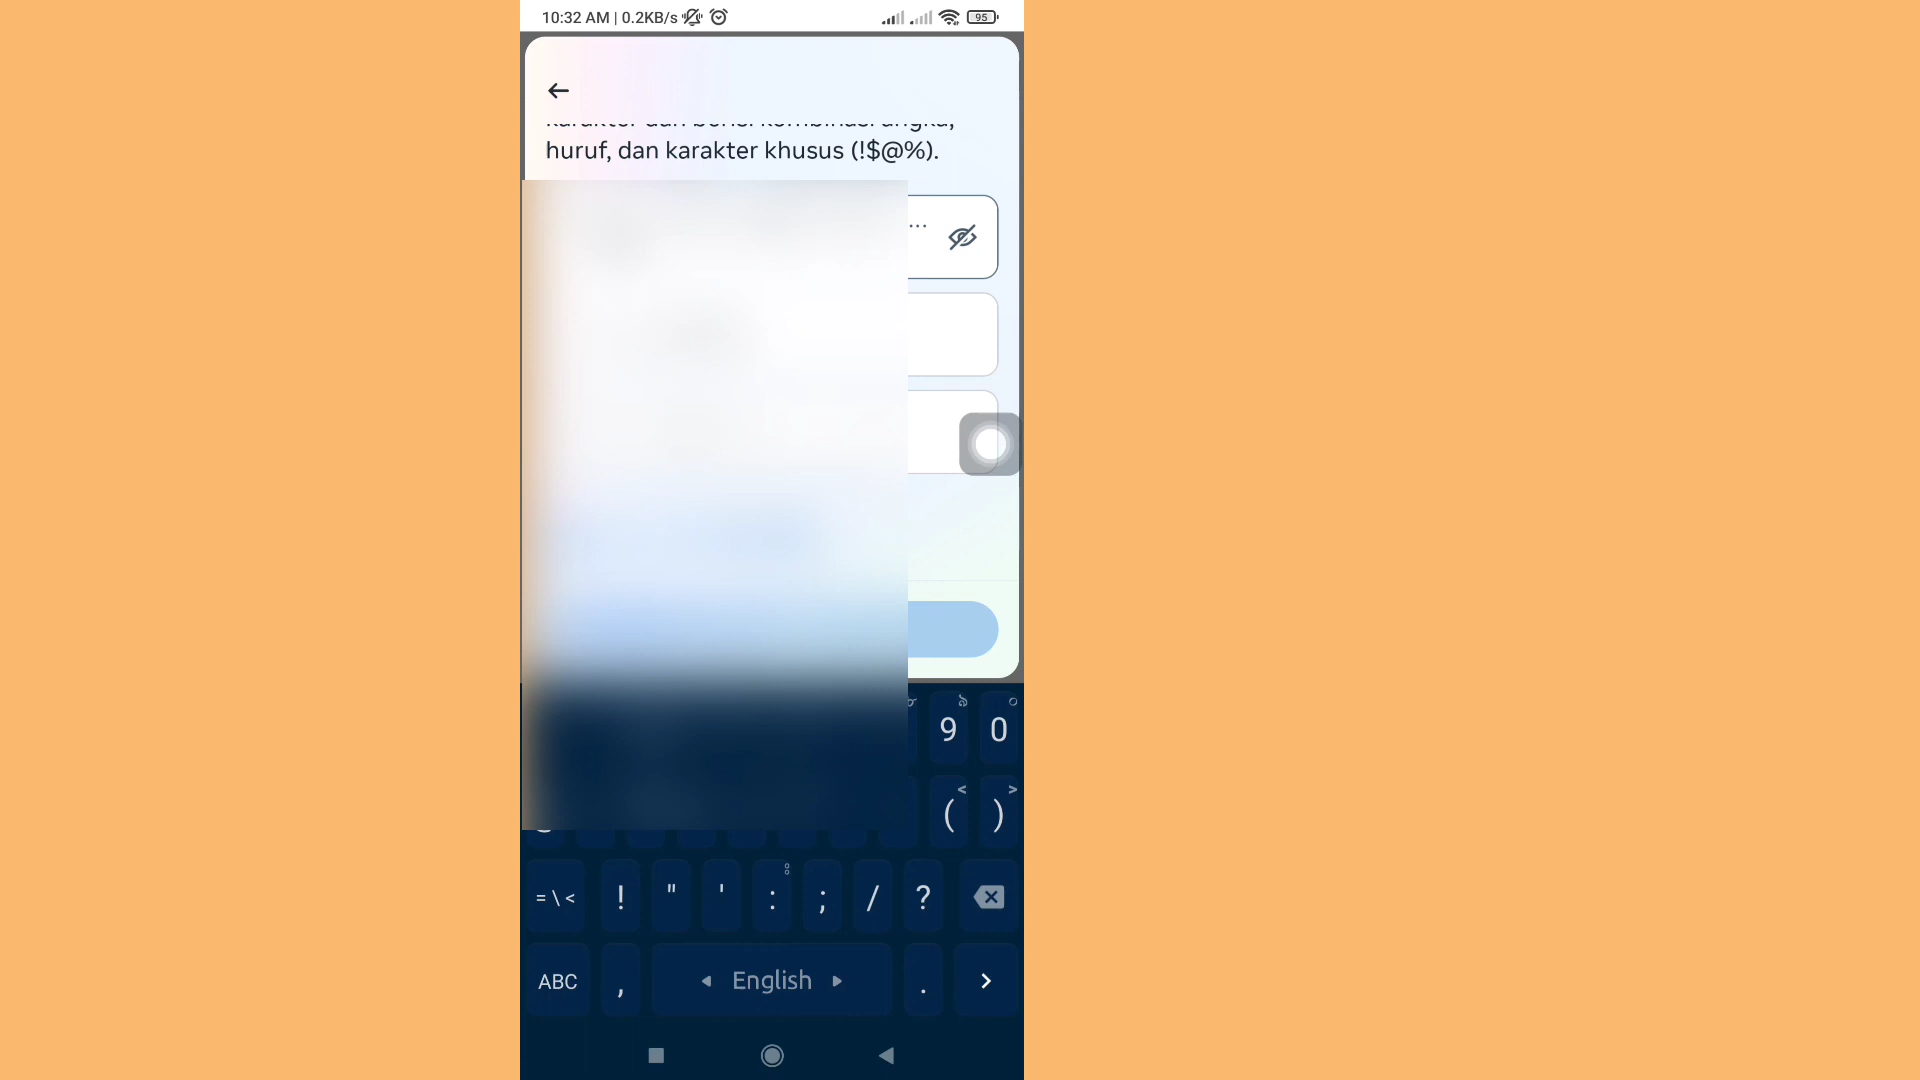 10:32 AM | 0.2KB/s
95
karakter dan berisi kombinasi angka,
huruf, dan karakter khusus (!$@%).
9 0
< >
( )
= \ < ! " ' : ; / ?
ABC , English .